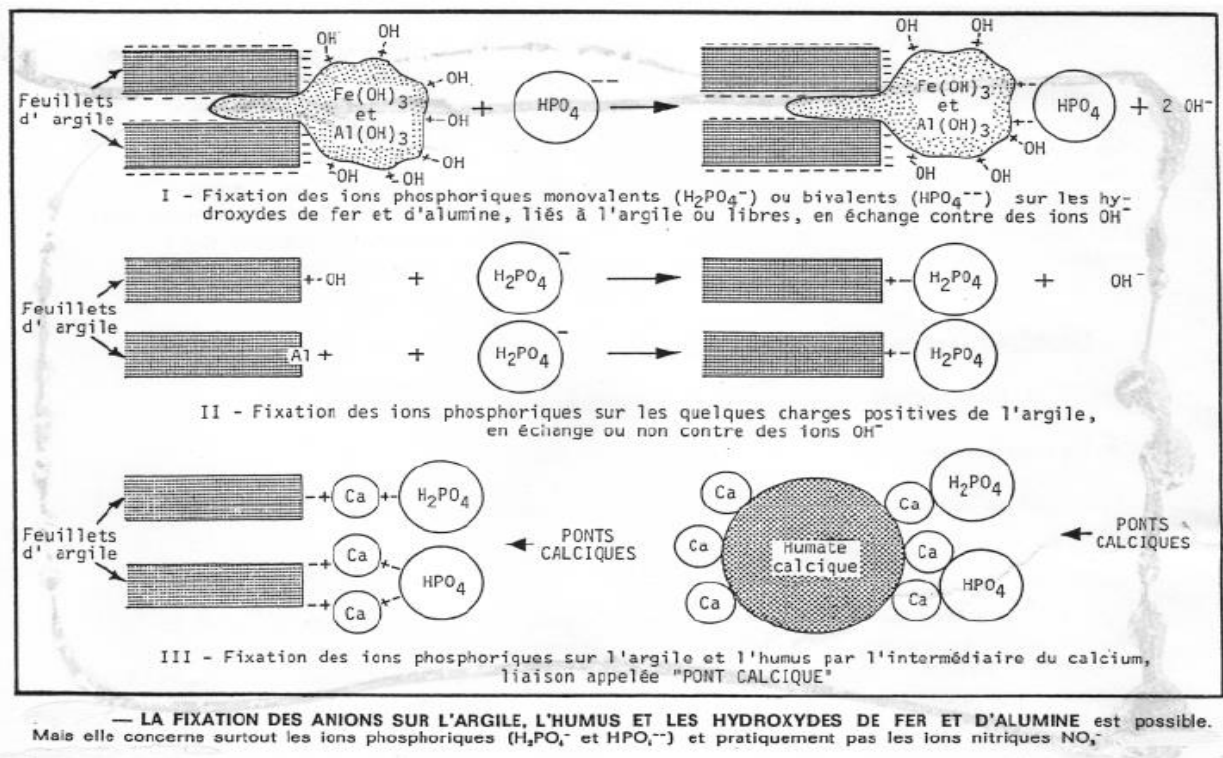 OH OH OH OH
Feuillets d' argile
Fe(OH)3 et Al(OH)3
OH
OH
OH
OH OH
+
HPO4 --
Fe(OH)3 et Al(OH)3
HPO4
+ 2 OH-
OH
OH
OH
I - Fixation des ions phosphoriques monovalents (H2PO4-) ou bivalents (HPO4--) sur les hy-
droxydes de fer et d'alumine, liés à l'argile ou libres, en échange contre des ions OH-
Feuillets d' argile
+-OH + H2PO4 - +- H2PO4 + OH-
Al + + H2PO4 - +- H2PO4
II - Fixation des ions phosphoriques sur les quelques charges positives de l'argile,
en échange ou non contre des ions OH-
Feuillets d' argile
-+ Ca +- H2PO4
-+ Ca
HPO4
-+ Ca
PONTS
CALCIQUES
Ca
Ca
Ca
Humate
calcique
Ca H2PO4
Ca
Ca HPO4
PONTS
CALCIQUES
III - Fixation des ions phosphoriques sur l'argile et l'humus par l'intermédiaire du calcium,
liaison appelée "PONT CALCIQUE"
— LA FIXATION DES ANIONS SUR L'ARGILE, L'HUMUS ET LES HYDROXYDES DE FER ET D'ALUMINE est possible.
Mais elle concerne surtout les ions phosphoriques (H2PO4- et HPO4--) et pratiquement pas les ions nitriques NO3-